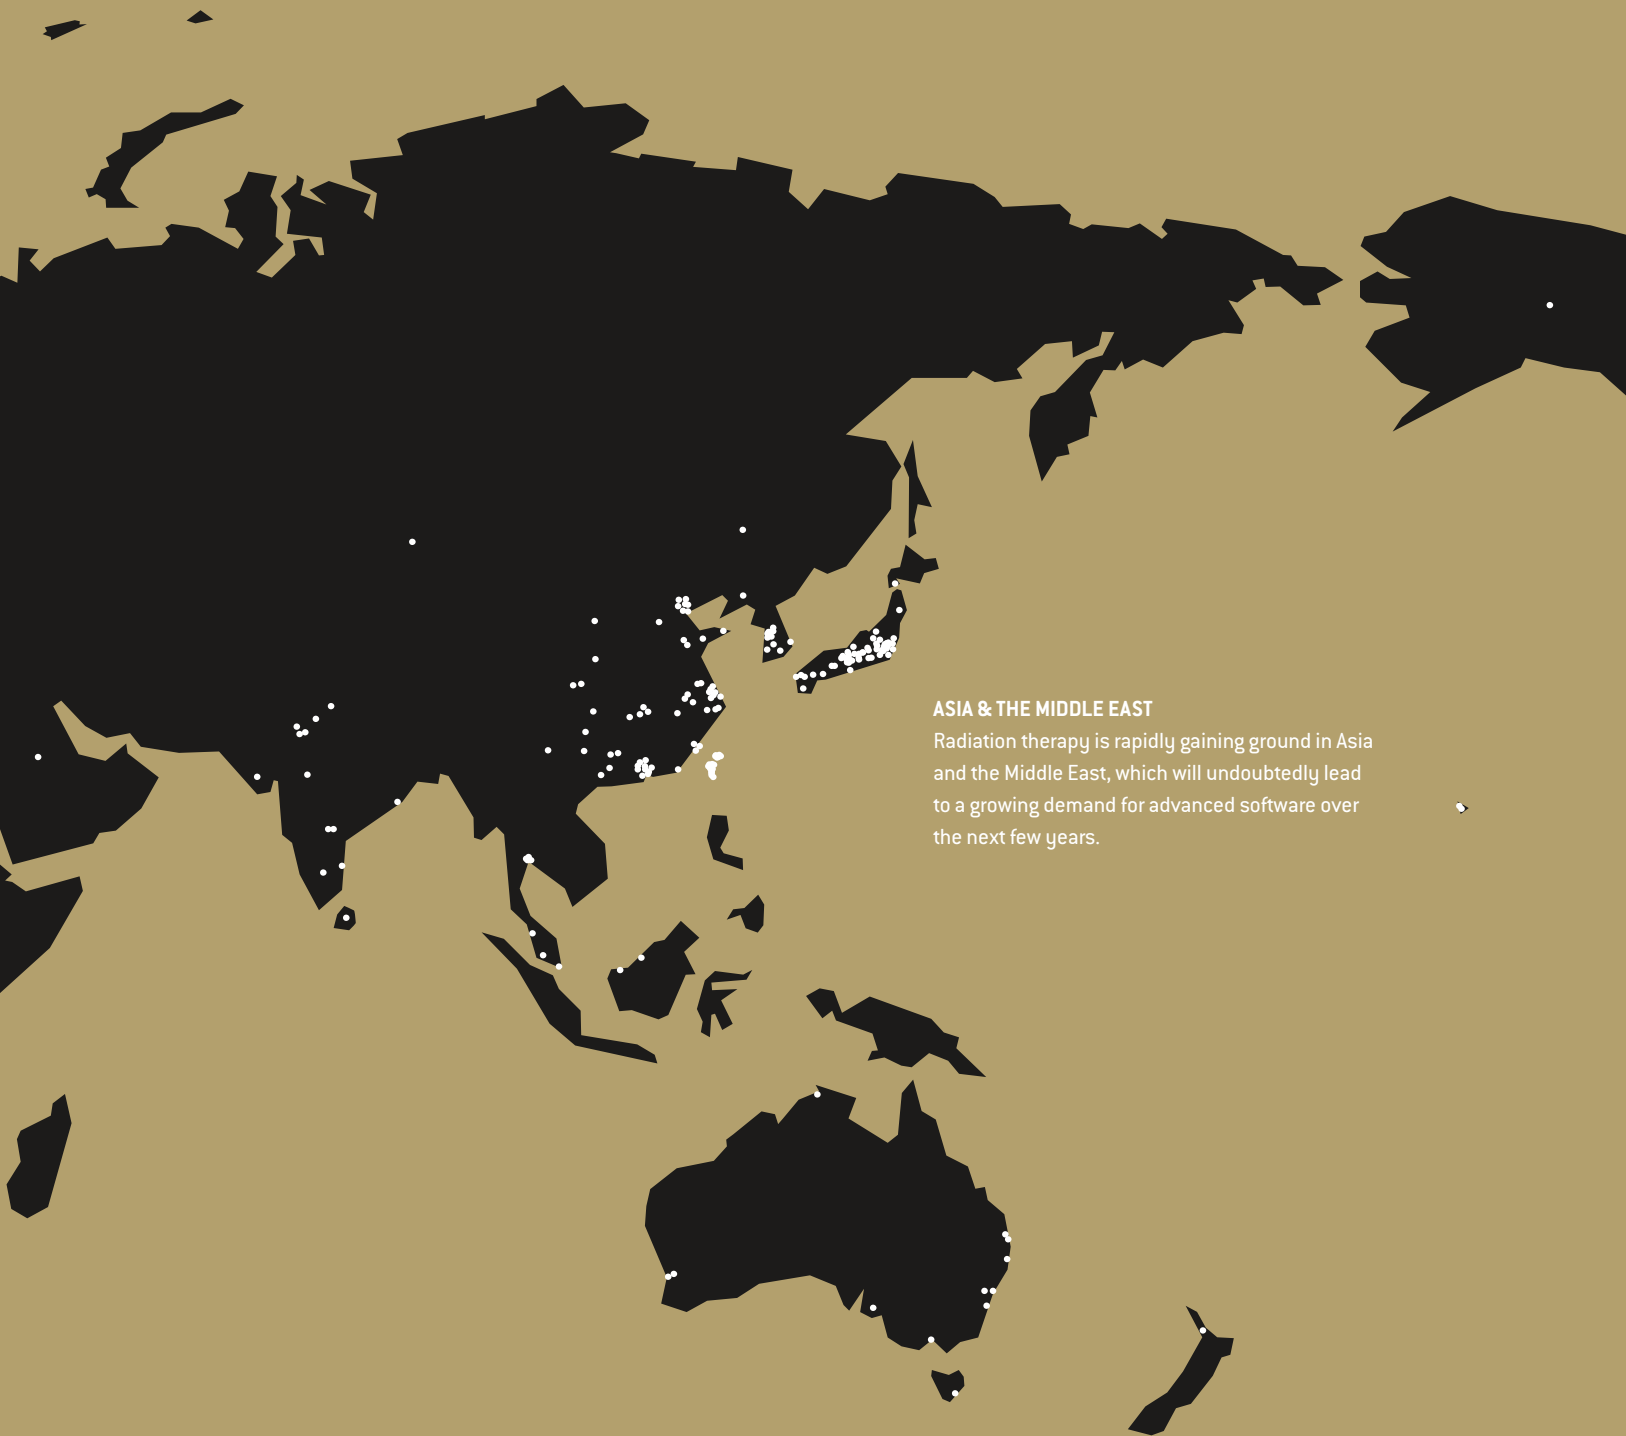 ASIA & THE MIDDLE EAST
Radiation therapy is rapidly gaining ground in Asia
and the Middle East, which will undoubtedly lead
to a growing demand for advanced software over
the next few years.